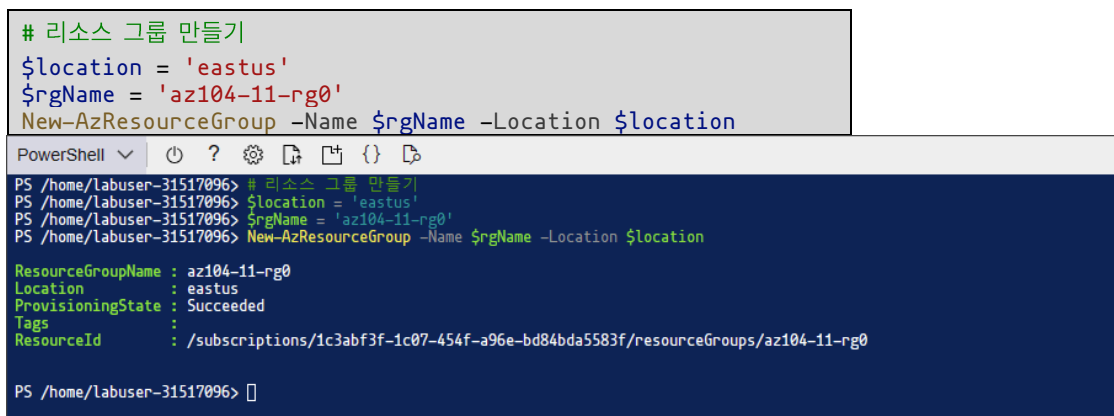 # 리소스 그룹 만들기
$location = 'eastus'
$rgName = 'az104-11-rg0'
New-AzResourceGroup -Name $rgName -Location $location
PowerShell ? {}
PS /home/labuser-31517096> # 리소스 그룹 만들기
PS /home/labuser-31517096> $location = 'eastus'
PS /home/labuser-31517096> $rgName = 'az104-11-rg0'
PS /home/labuser-31517096> New-AzResourceGroup -Name $rgName -Location $location
ResourceGroupName : az104-11-rg0
Location : eastus
ProvisioningState : Succeeded
Tags :
ResourceId : /subscriptions/1c3abf3f-1c07-454f-a96e-bd84bda5583f/resourceGroups/az104-11-rg0
PS /home/labuser-31517096>